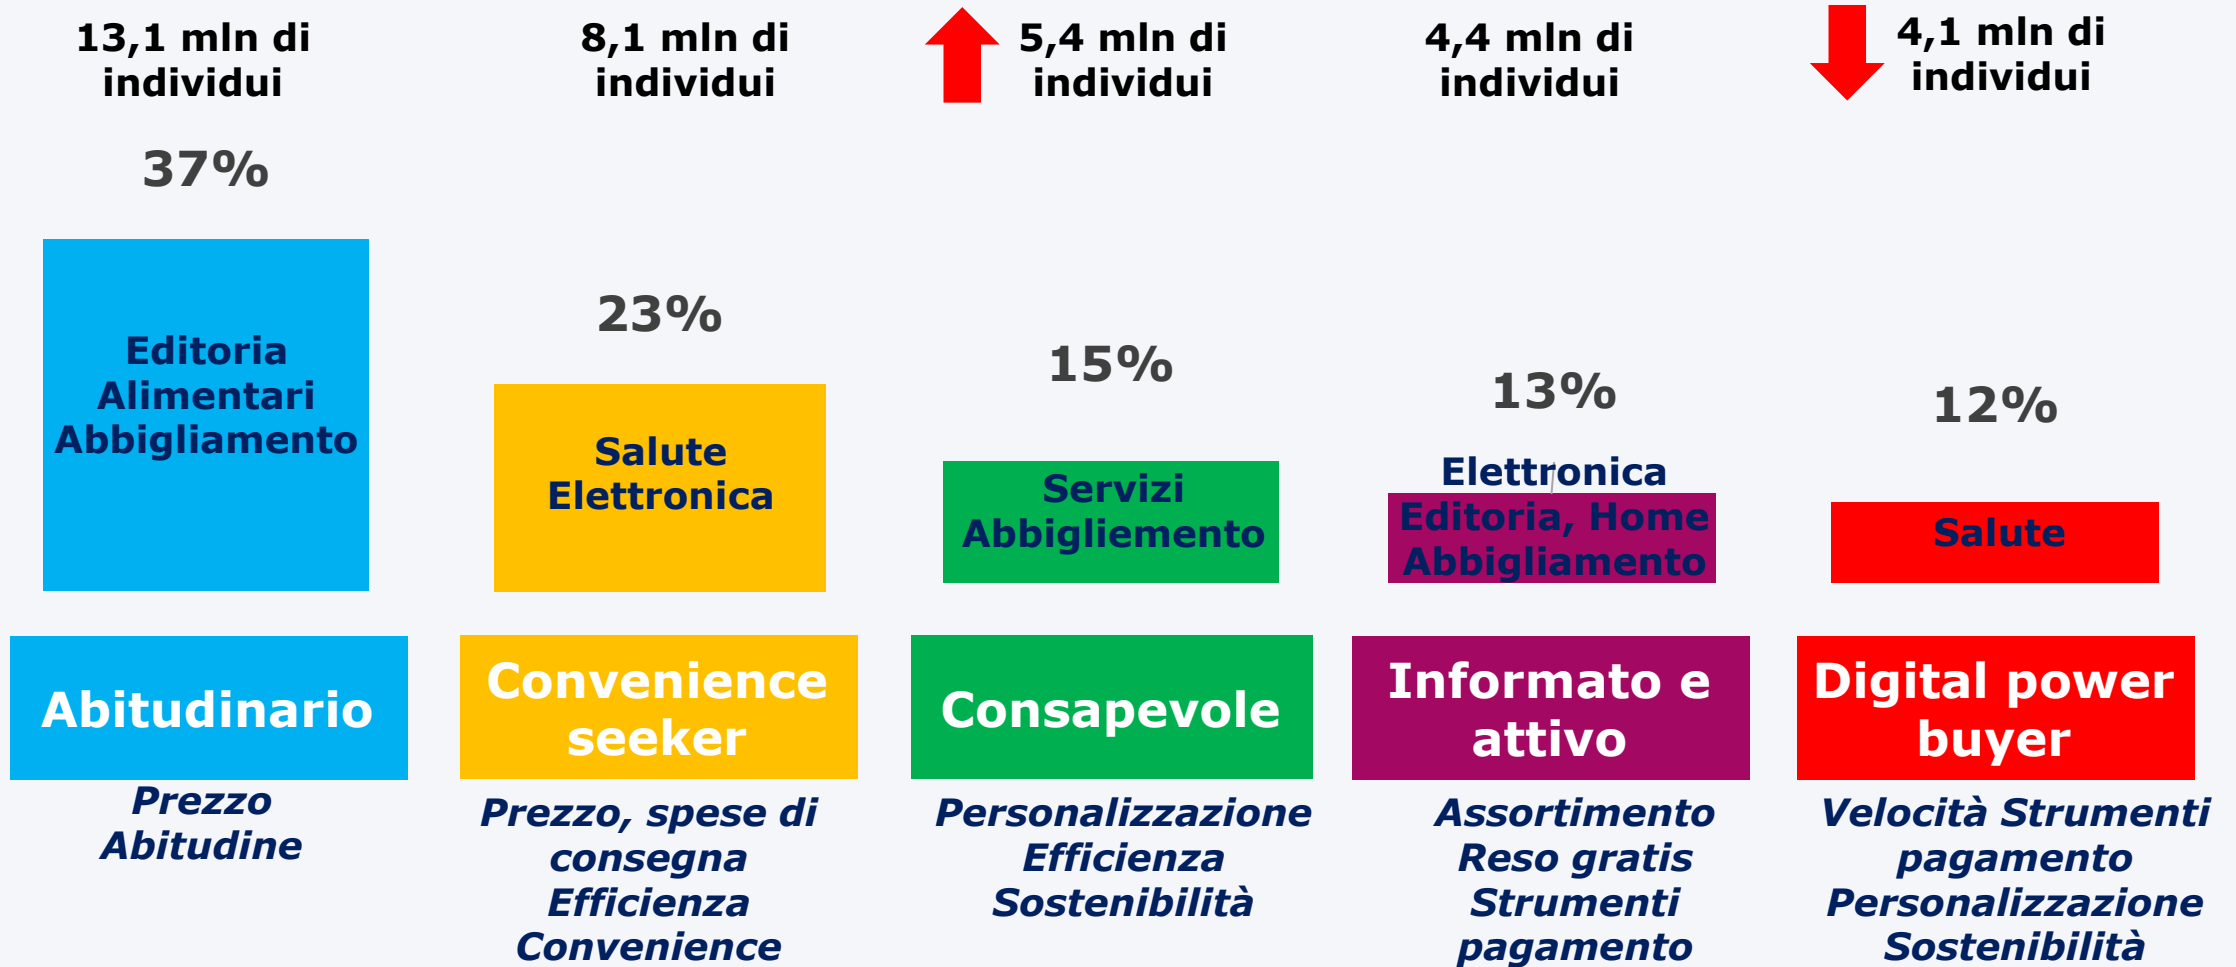 13,1 mln di
individui
8,1 mln di
individui
5,4 mln di
individui
4,4 mln di
individui
4,1 mln di
individui
37%
23%
15%
13%
12%
Editoria
Alimentari
Abbigliamento
Salute
Elettronica
Servizi
Abbigliemento
Elettronica
Editoria, Home
Abbigliamento
Salute
Abitudinario
Convenience
seeker
Consapevole
Informato e
attivo
Digital power
buyer
Prezzo
Abitudine
Prezzo, spese di
consegna
Efficienza
Convenience
Personalizzazione
Efficienza
Sostenibilità
Assortimento
Reso gratis
Strumenti
pagamento
Velocità Strumenti
pagamento
Personalizzazione
Sostenibilità